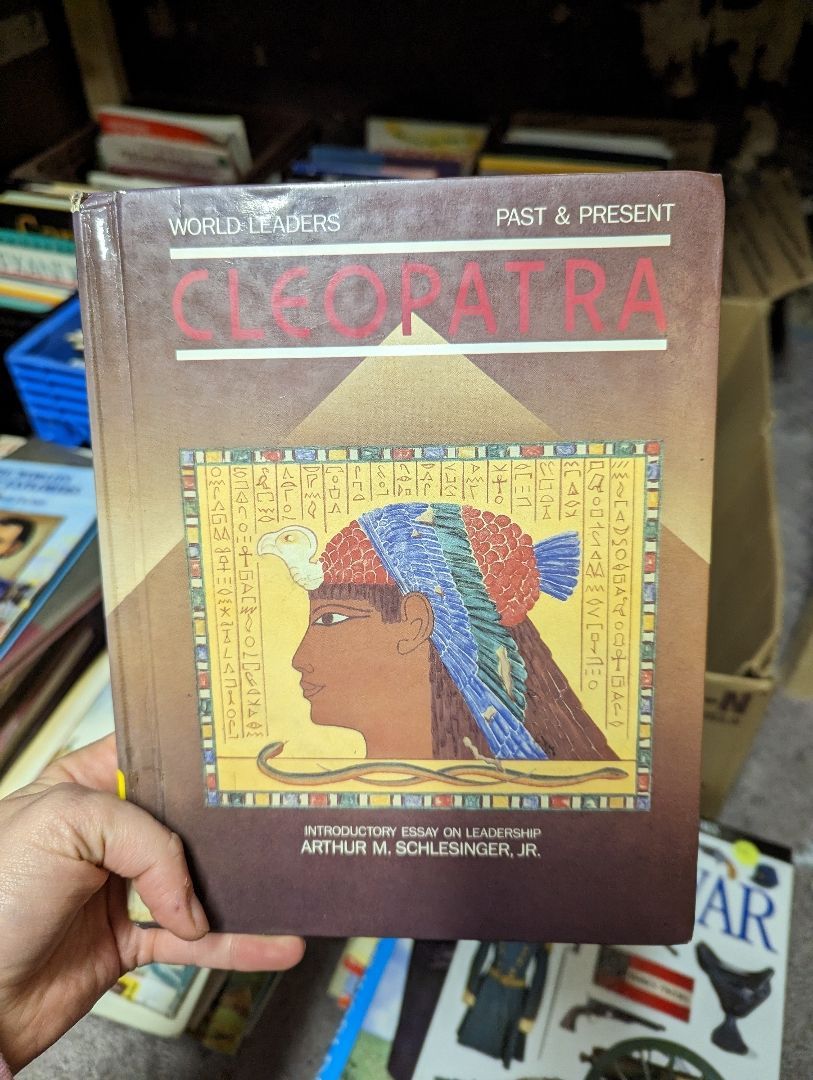 WORLD LEADERS PAST & PRESENT
CLEOPATRA
INTRODUCTORY ESSAY ON LEADERSHIP
ARTHUR M. SCHLESINGER, JR.
WAR